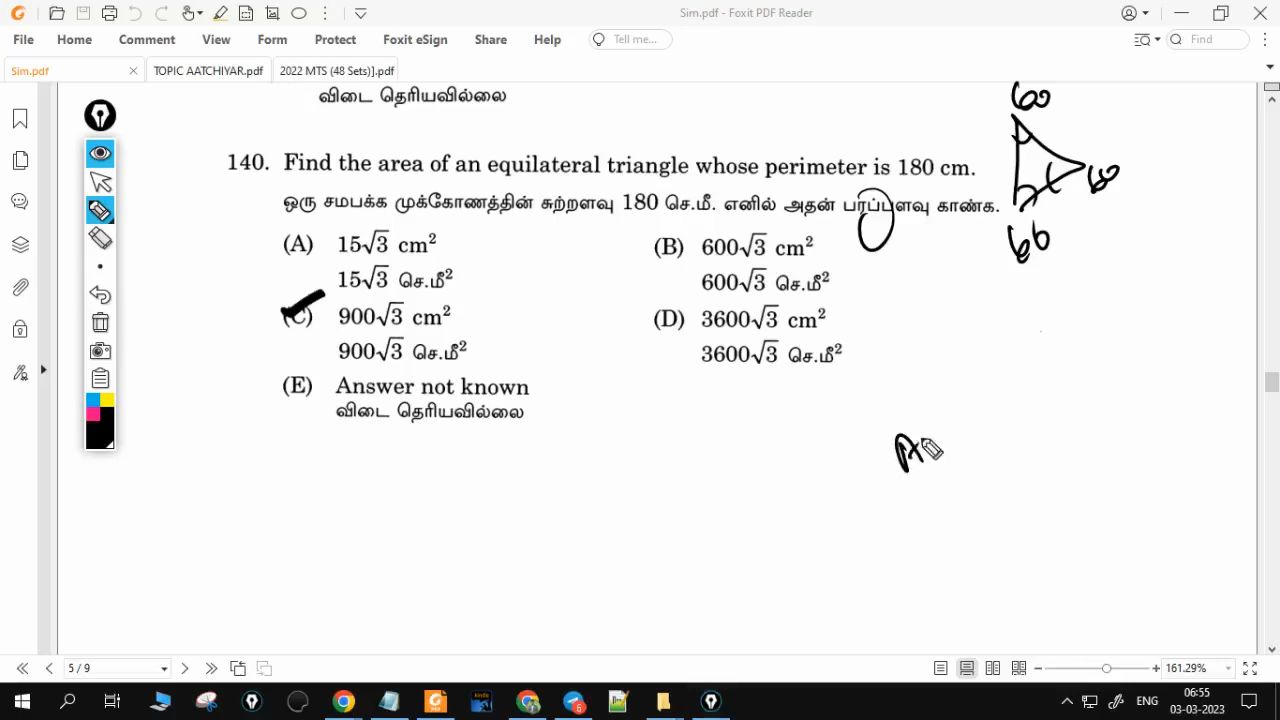 Sim.pdf - Foxit PDF Reader
File Home Comment View Form Protect Foxit eSign Share Help Tell me... Find
Sim.pdf TOPIC AATCHIYAR.pdf 2022 MTS (48 Sets)].pdf
விடை தெரியவில்லை
60
140. Find the area of an equilateral triangle whose perimeter is 180 cm.
60
ஒரு சமபக்க முக்கோணத்தின் சுற்றளவு 180 செ.மீ. எனில் அதன் பரப்பளவு காண்க.
60
(A) 15√3 cm² (B) 600√3 cm²
15√3 செ.மீ² 600√3 செ.மீ²
(C) 900√3 cm² (D) 3600√3 cm²
900√3 செ.மீ² 3600√3 செ.மீ²
(E) Answer not known
விடை தெரியவில்லை
5 / 9 161.29%
ENG 06:55
03-03-2023